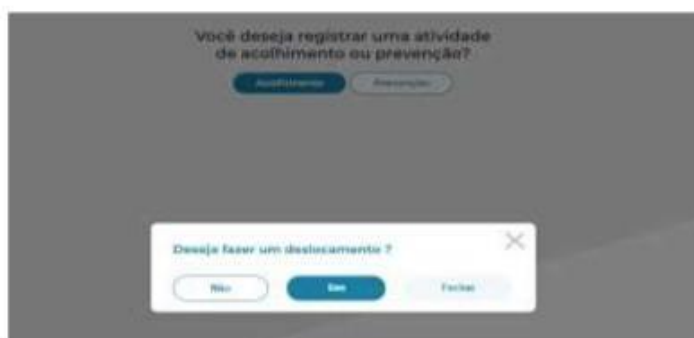 Você deseja registrar uma atividade
de acolhimento ou prevenção?
Acolhimento Prevenção
Deseja fazer um deslocamento ?
Não Sim Fechar